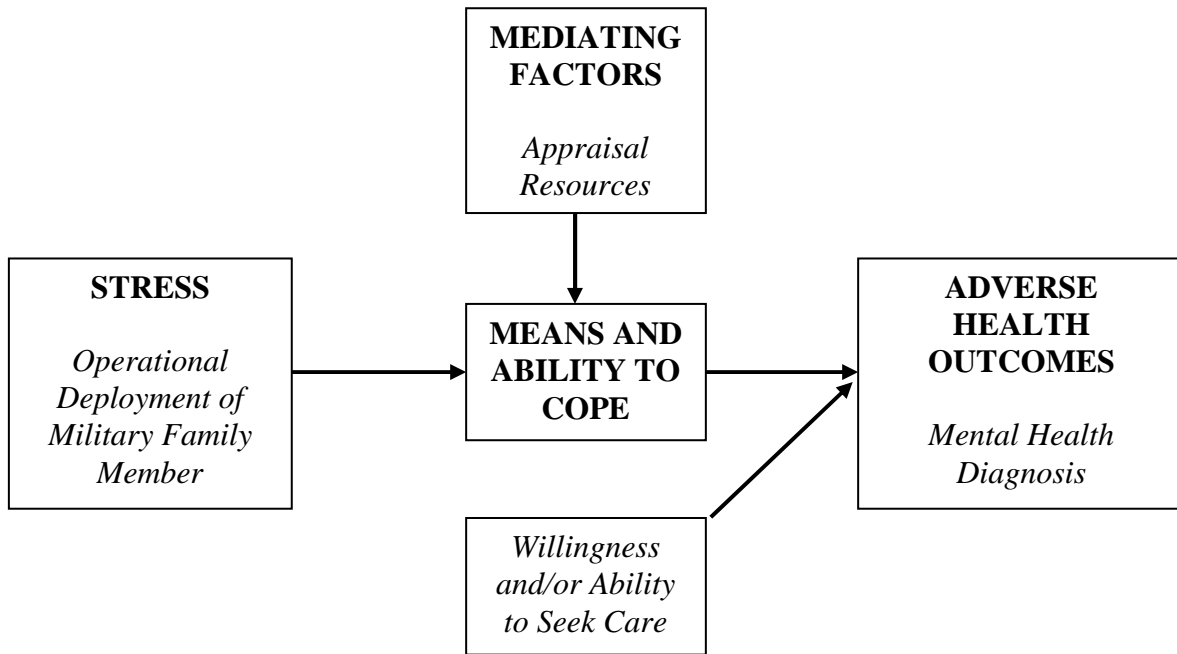 MEDIATING
FACTORS
Appraisal
Resources
STRESS
Operational
Deployment of
Military Family
Member
MEANS AND
ABILITY TO
COPE
ADVERSE
HEALTH
OUTCOMES
Mental Health
Diagnosis
Willingness
and/or Ability
to Seek Care